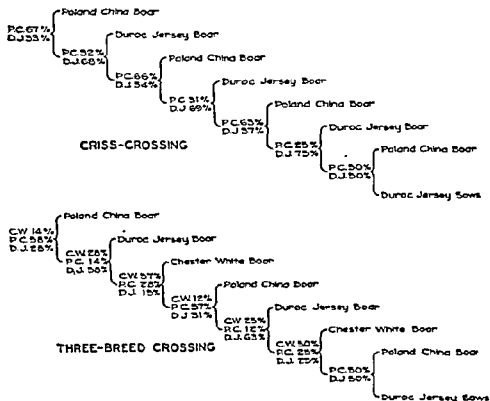 Poland China Boar
P.C. 67%
D.J. 33%
Duroc Jersey Boar
P.C. 32%
D.J. 68%
Poland China Boar
P.C. 66%
D.J. 34%
Duroc Jersey Boar
P.C. 31%
D.J. 69%
Poland China Boar
P.C. 63%
D.J. 37%
Duroc Jersey Boar
P.C. 25%
D.J. 75%
Poland China Boar
P.C. 50%
D.J. 50%
Duroc Jersey Sows
CRISS-CROSSING
Poland China Boar
C.W. 14%
P.C. 58%
D.J. 28%
Duroc Jersey Boar
C.W. 28%
P.C. 14%
D.J. 58%
Chester White Boar
C.W. 57%
P.C. 28%
D.J. 15%
Poland China Boar
C.W. 12%
P.C. 57%
D.J. 31%
Duroc Jersey Boar
C.W. 25%
P.C. 12%
D.J. 63%
Chester White Boar
C.W. 50%
P.C. 25%
D.J. 25%
Poland China Boar
P.C. 50%
D.J. 50%
Duroc Jersey Sows
THREE-BREED CROSSING